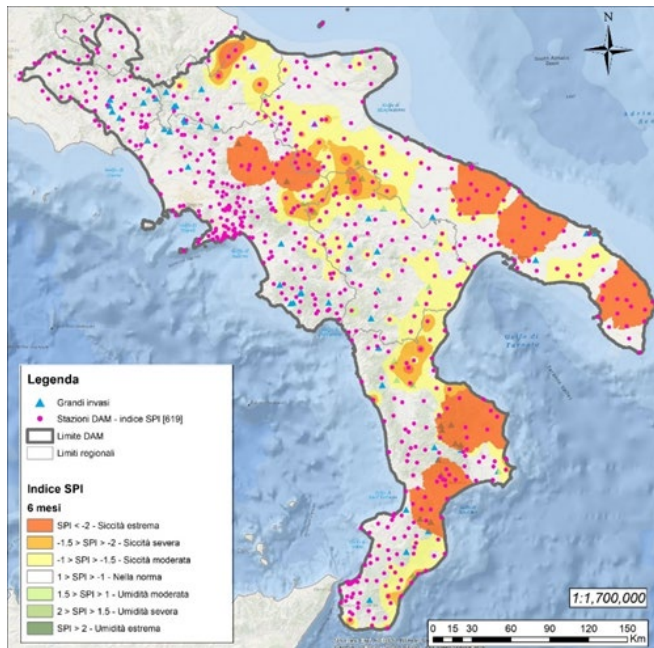 N
Legenda
Grandi invasi
Stazioni DAM - indice SPI [619]
Limite DAM
Limiti regionali
Indice SPI
6 mesi
SPI < -2 - Siccità estrema
-1.5 > SPI > -2 - Siccità severa
-1 > SPI > -1.5 - Siccità moderata
1 > SPI > -1 - Nella norma
1.5 > SPI > 1 - Umidità moderata
2 > SPI > 1.5 - Umidità severa
SPI > 2 - Umidità estrema
1:1,700,000
0 15 30 60 90 120 150
Km